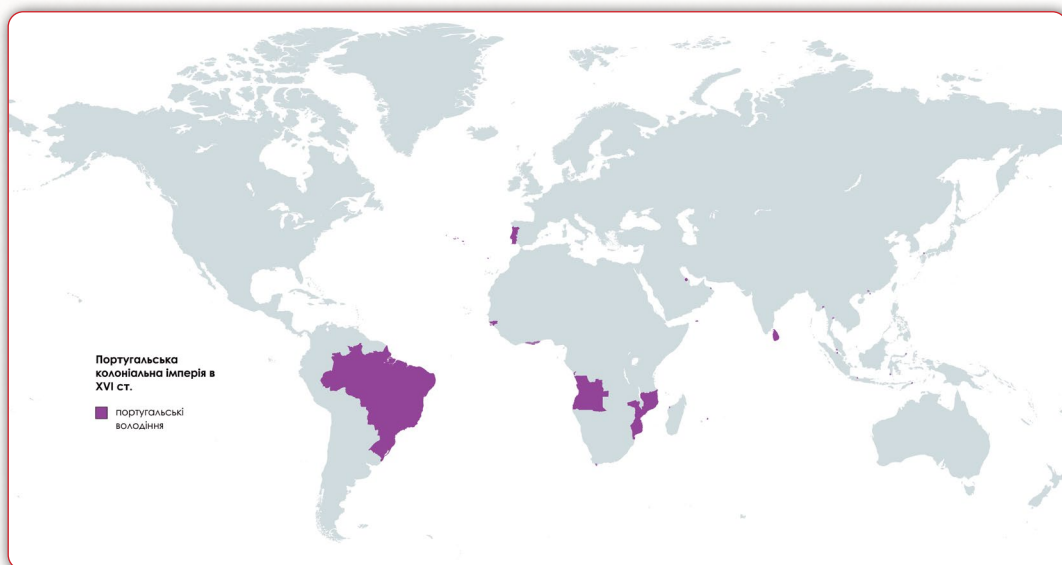 Португальська
колоніальна імперія в
XVI ст.
португальські
володіння